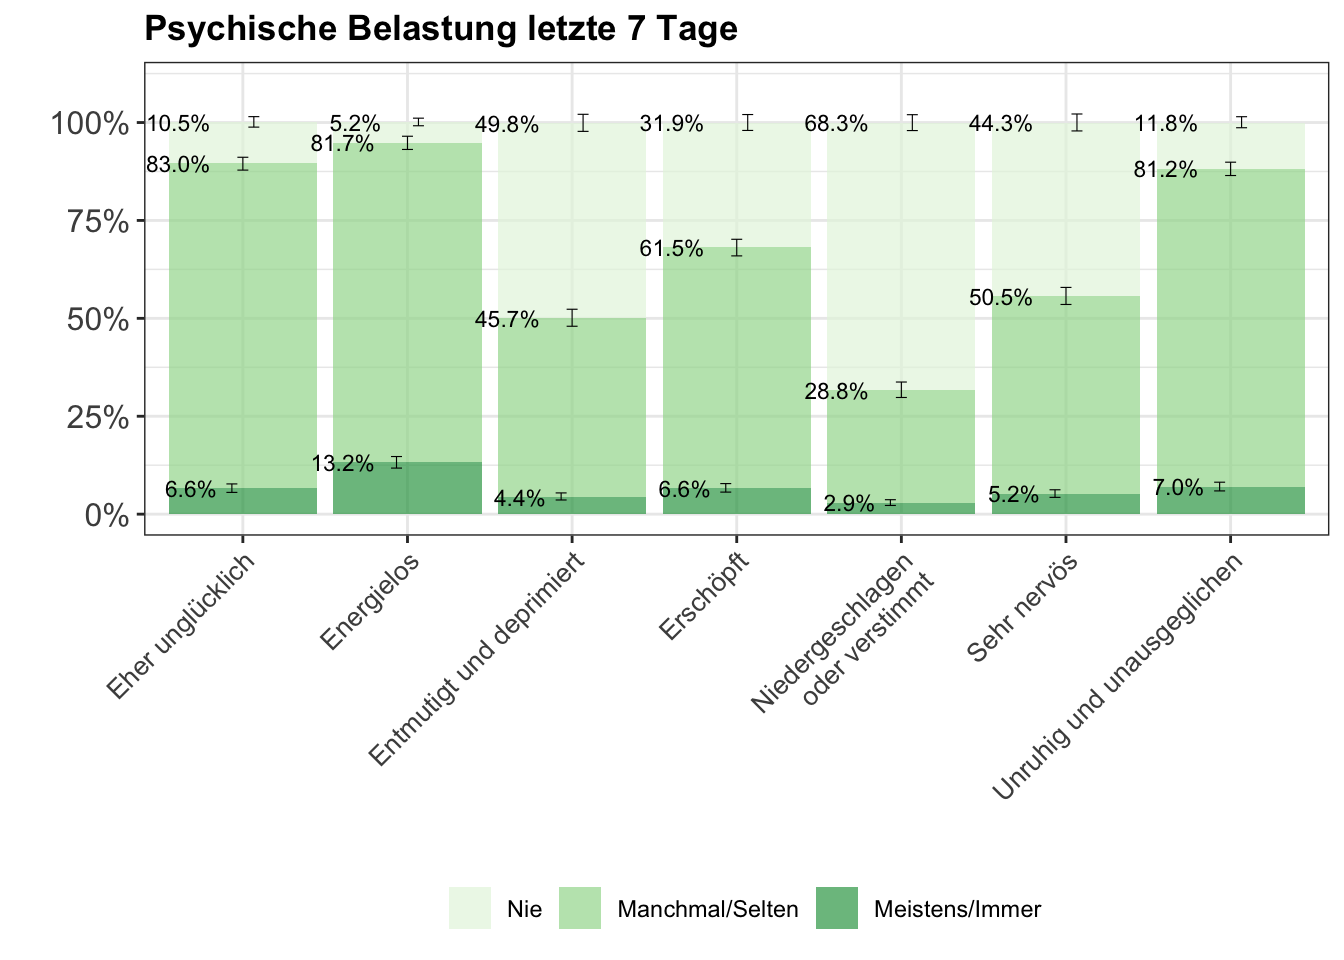 Psychische Belastung letzte 7 Tage
100%
75%
50%
25%
0%
10.5%
5.2%
49.8%
31.9%
68.3%
44.3%
11.8%
83.0%
81.7%
45.7%
61.5%
28.8%
50.5%
81.2%
6.6%
13.2%
4.4%
6.6%
2.9%
5.2%
7.0%
Eher unglücklich
Energielos
Entmutigt und deprimiert
Erschöpft
Niedergeschlagen
oder verstimmt
Sehr nervös
Unruhig und unausgeglichen
Nie
Manchmal/Selten
Meistens/Immer